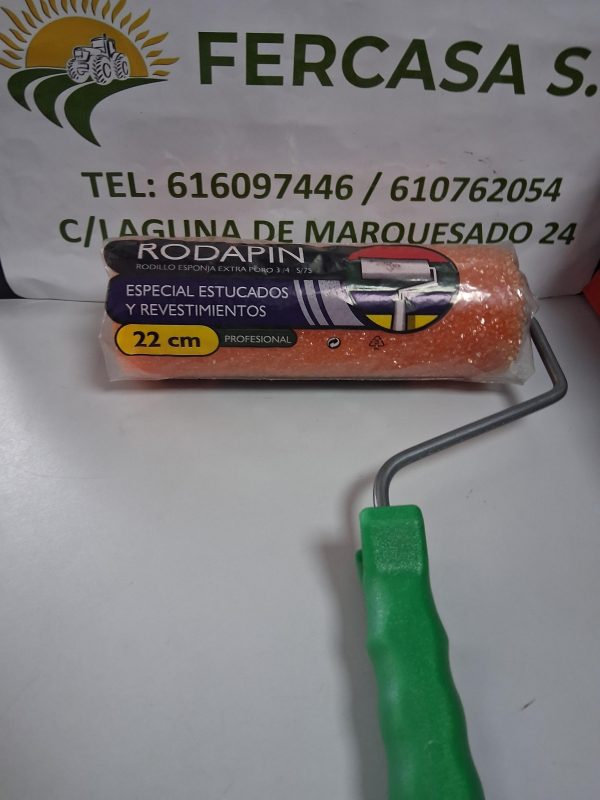 FERCASA S.
TEL: 616097446 / 610762054
C/LAGUNA DE MARQUESADO 24
RODAPIN
RODILLO ESPONJA EXTRA PORO 3/4 S/75
ESPECIAL ESTUCADOS
Y REVESTIMIENTOS
22 cm PROFESIONAL